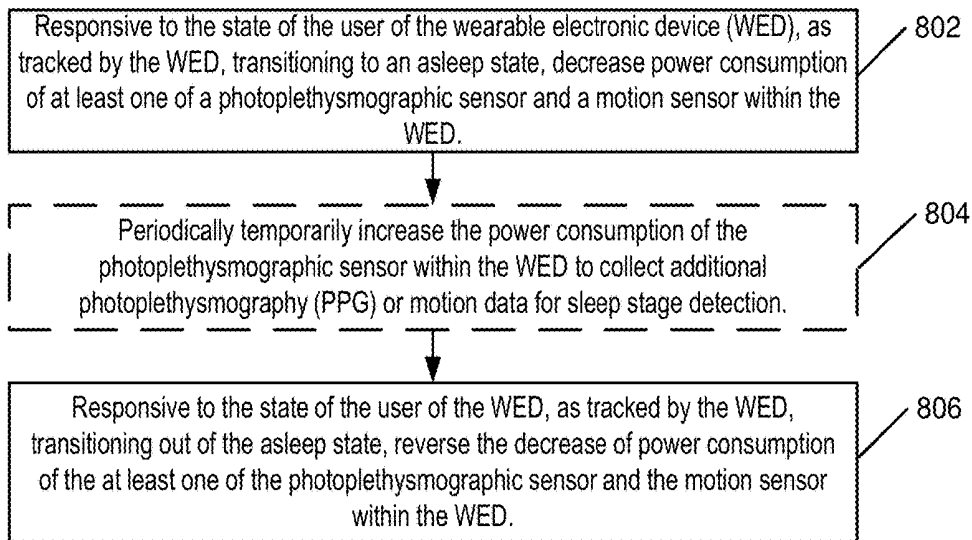 Responsive to the state of the user of the wearable electronic device (WED), as
tracked by the WED, transitioning to an asleep state, decrease power consumption
of at least one of a photoplethysmographic sensor and a motion sensor within the
WED.
802
Periodically temporarily increase the power consumption of the
photoplethysmographic sensor within the WED to collect additional
photoplethysmography (PPG) or motion data for sleep stage detection.
804
Responsive to the state of the user of the WED, as tracked by the WED,
transitioning out of the asleep state, reverse the decrease of power consumption
of the at least one of the photoplethysmographic sensor and the motion sensor
within the WED.
806